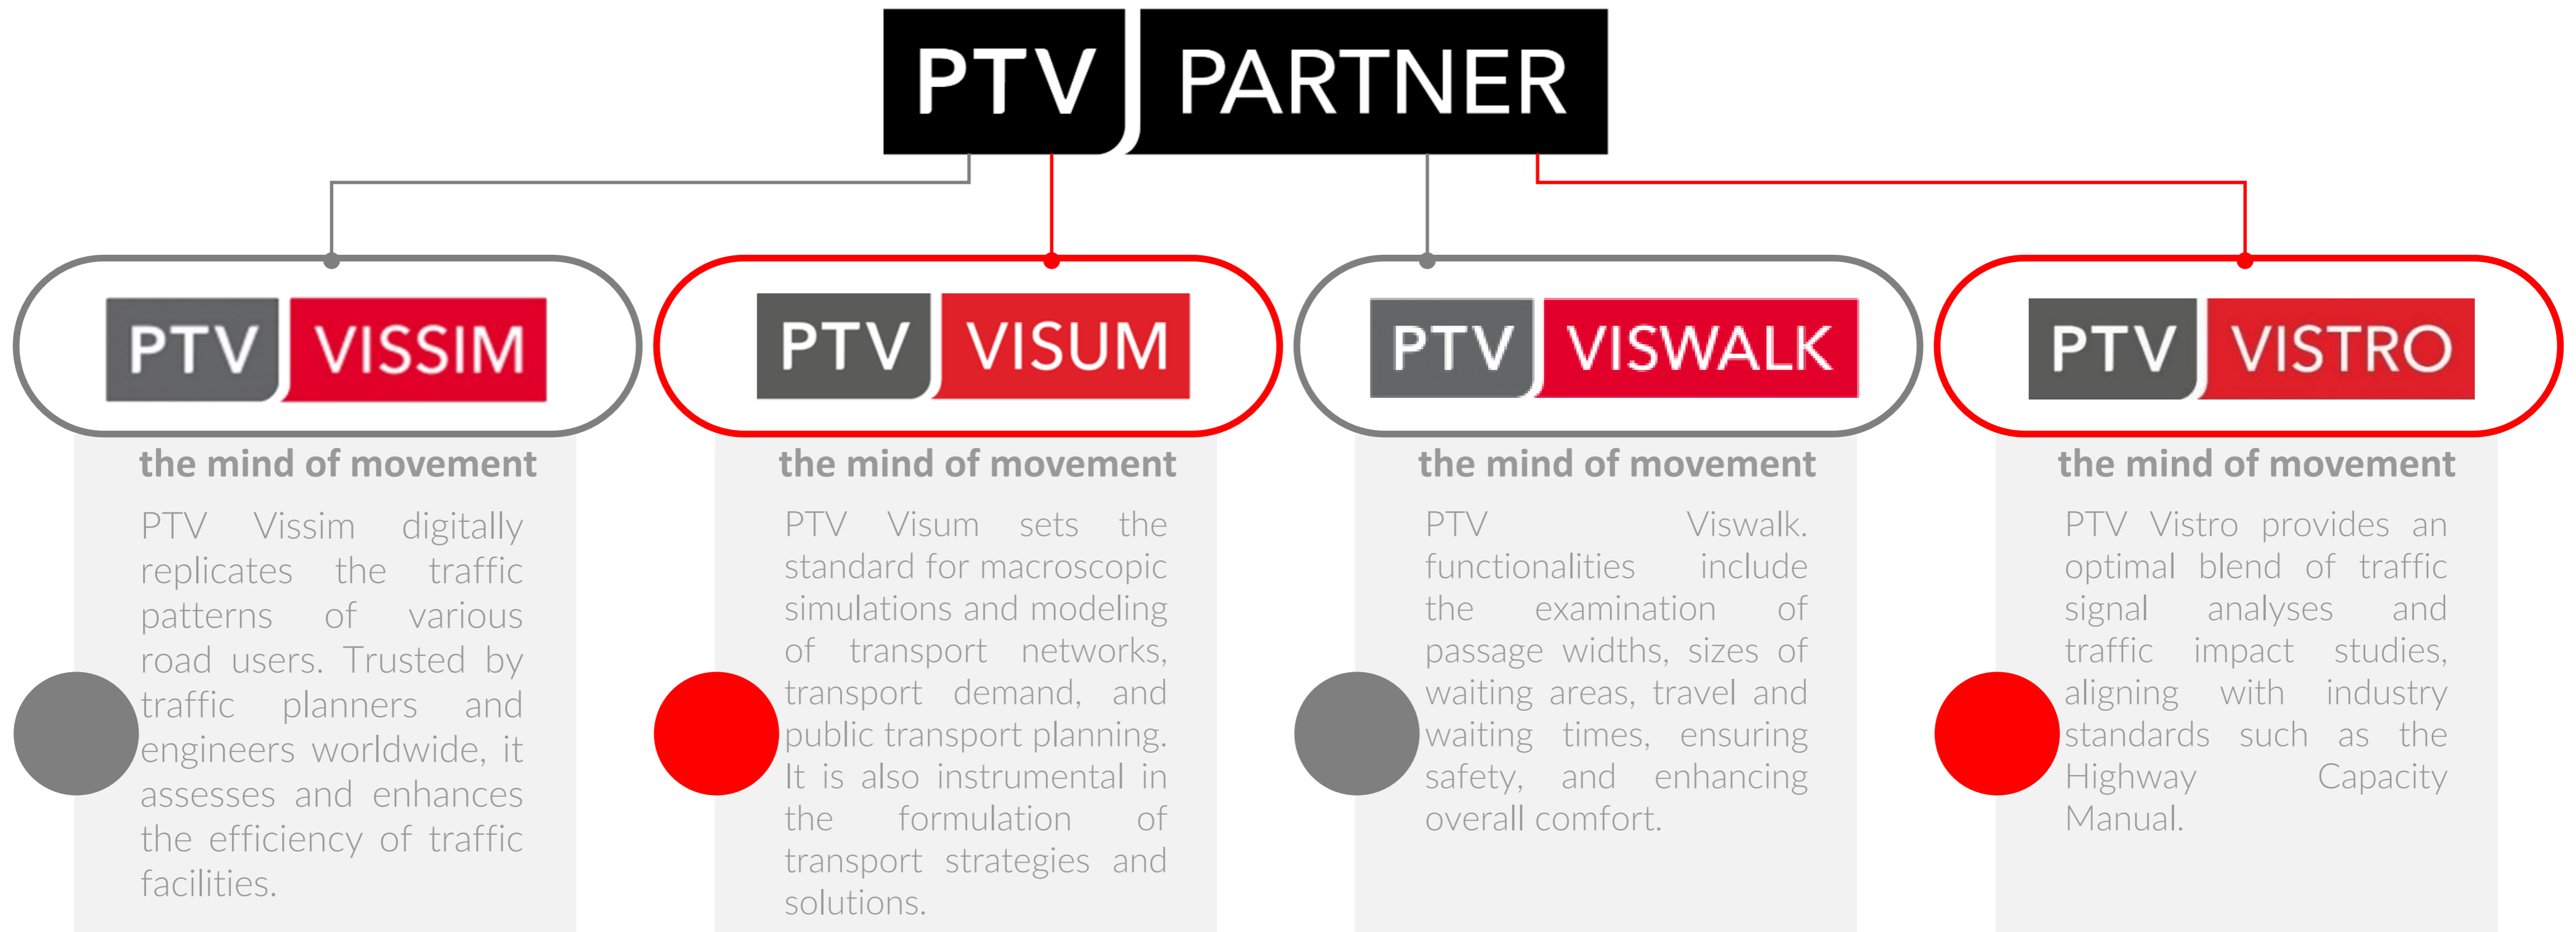 PTV PARTNER
PTV VISSIM
the mind of movement
PTV Vissim digitally
replicates the traffic
patterns of various
road users. Trusted by
traffic planners and
engineers worldwide, it
assesses and enhances
the efficiency of traffic
facilities.
PTV VISUM
the mind of movement
PTV Visum sets the
standard for macroscopic
simulations and modeling
of transport networks,
transport demand, and
public transport planning.
It is also instrumental in
the formulation of
transport strategies and
solutions.
PTV VISWALK
the mind of movement
PTV Viswalk.
functionalities include
the examination of
passage widths, sizes of
waiting areas, travel and
waiting times, ensuring
safety, and enhancing
overall comfort.
PTV VISTRO
the mind of movement
PTV Vistro provides an
optimal blend of traffic
signal analyses and
traffic impact studies,
aligning with industry
standards such as the
Highway Capacity
Manual.